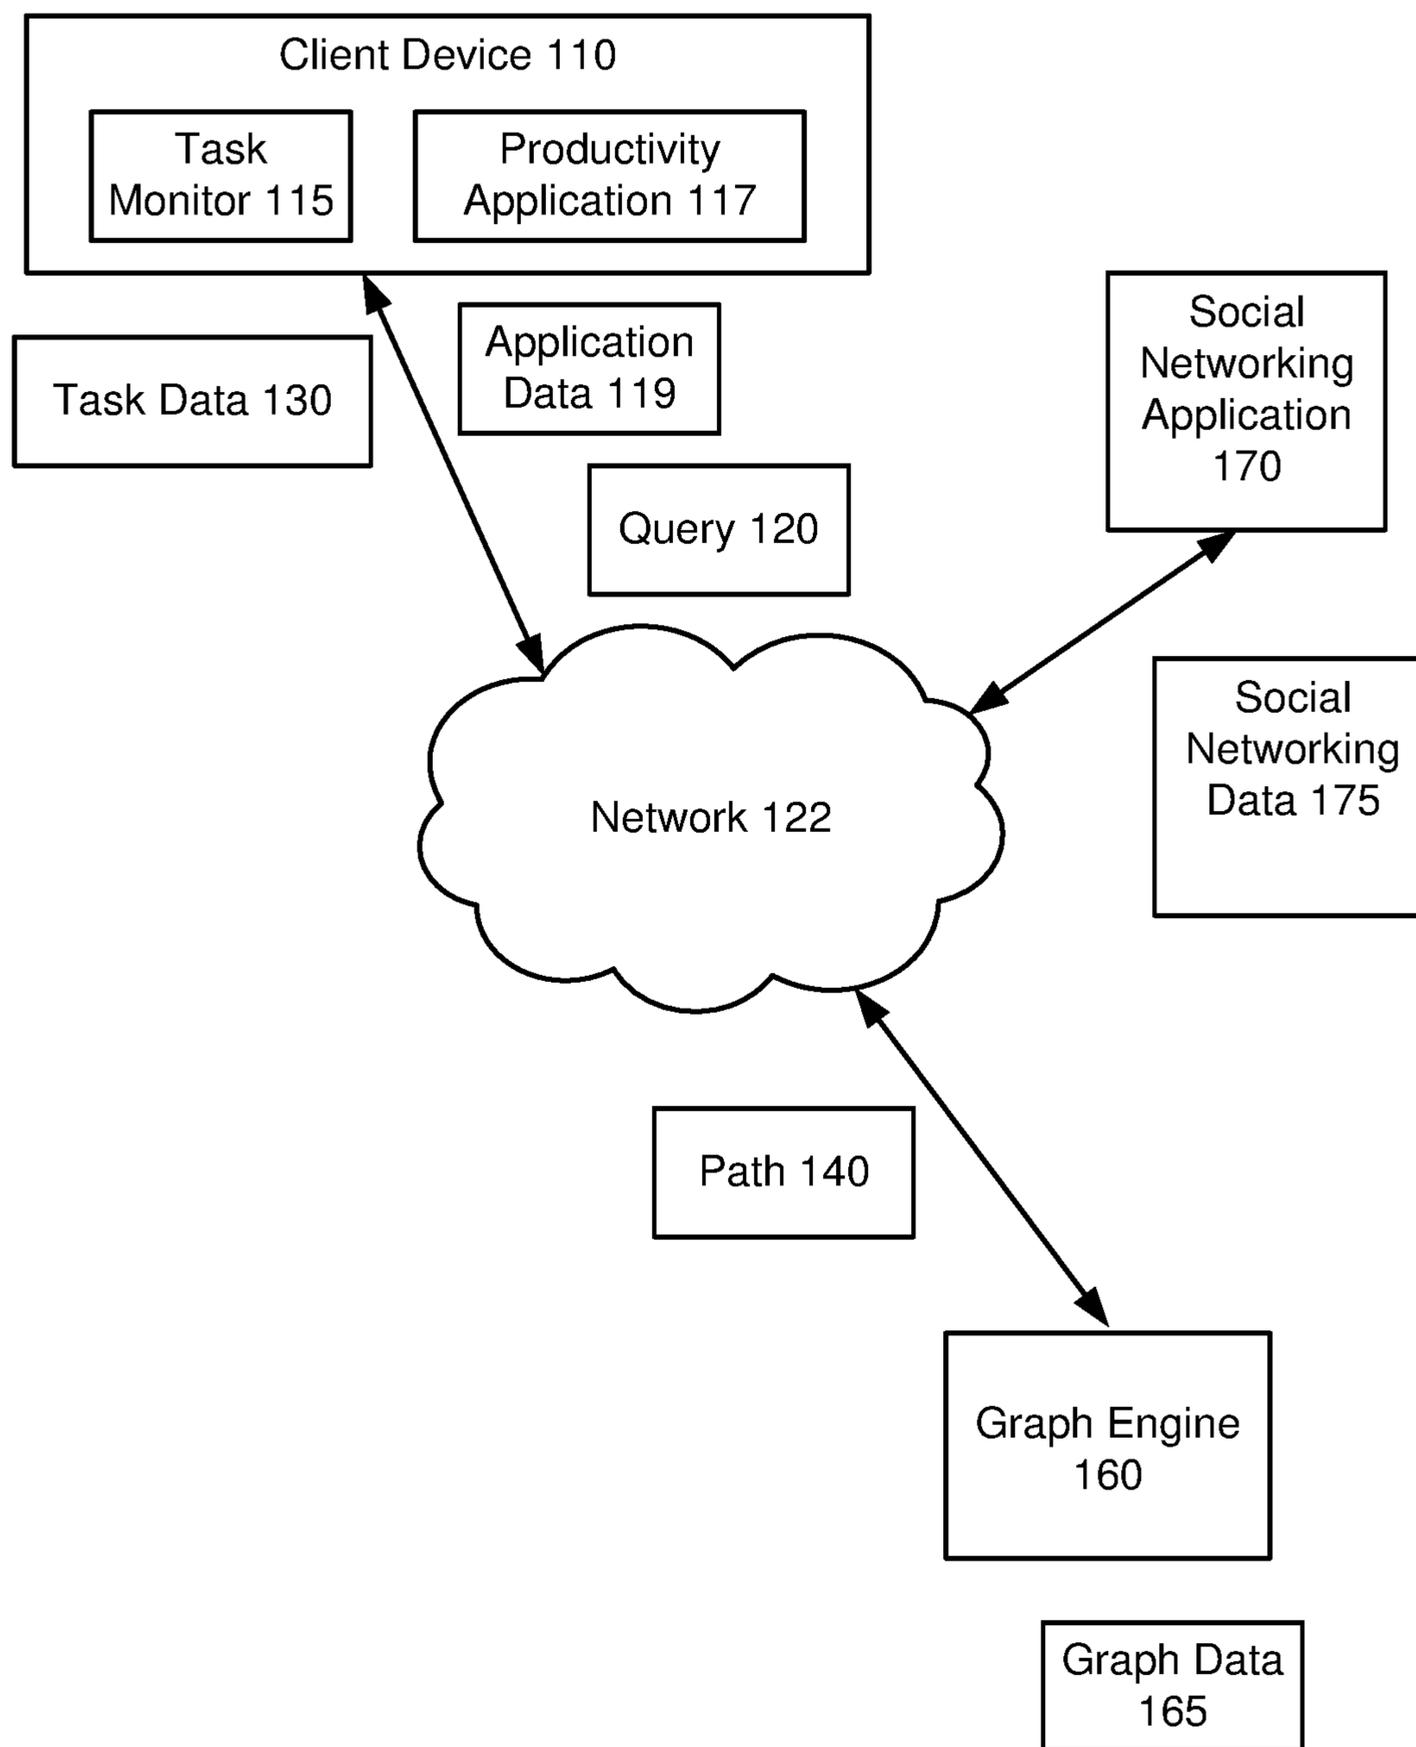 Client Device 110
Task
Monitor 115
Productivity
Application 117
Task Data 130
Application
Data 119
Query 120
Social
Networking
Application
170
Social
Networking
Data 175
Network 122
Path 140
Graph Engine
160
Graph Data
165